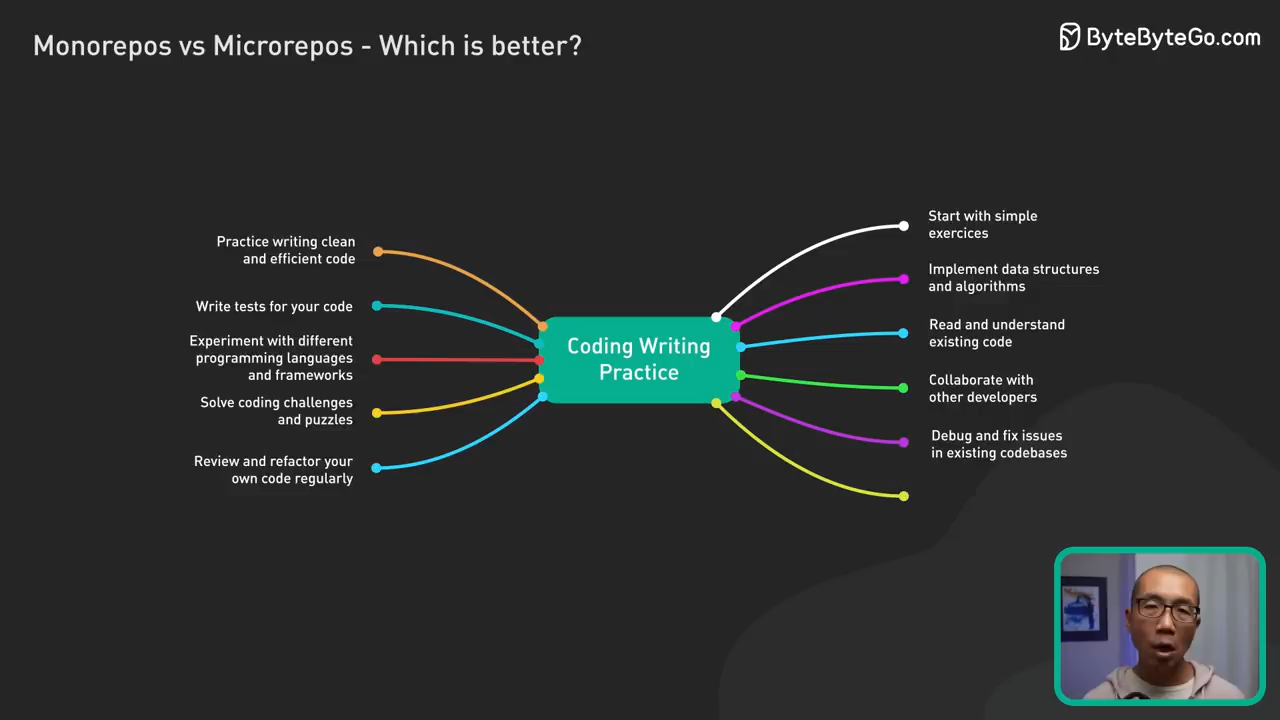 Monorepos vs Microrepos - Which is better?
ByteByteGo.com
Practice writing clean
and efficient code
Write tests for your code
Experiment with different
programming languages
and frameworks
Solve coding challenges
and puzzles
Review and refactor your
own code regularly
Coding Writing
Practice
Start with simple
exercices
Implement data structures
and algorithms
Read and understand
existing code
Collaborate with
other developers
Debug and fix issues
in existing codebases